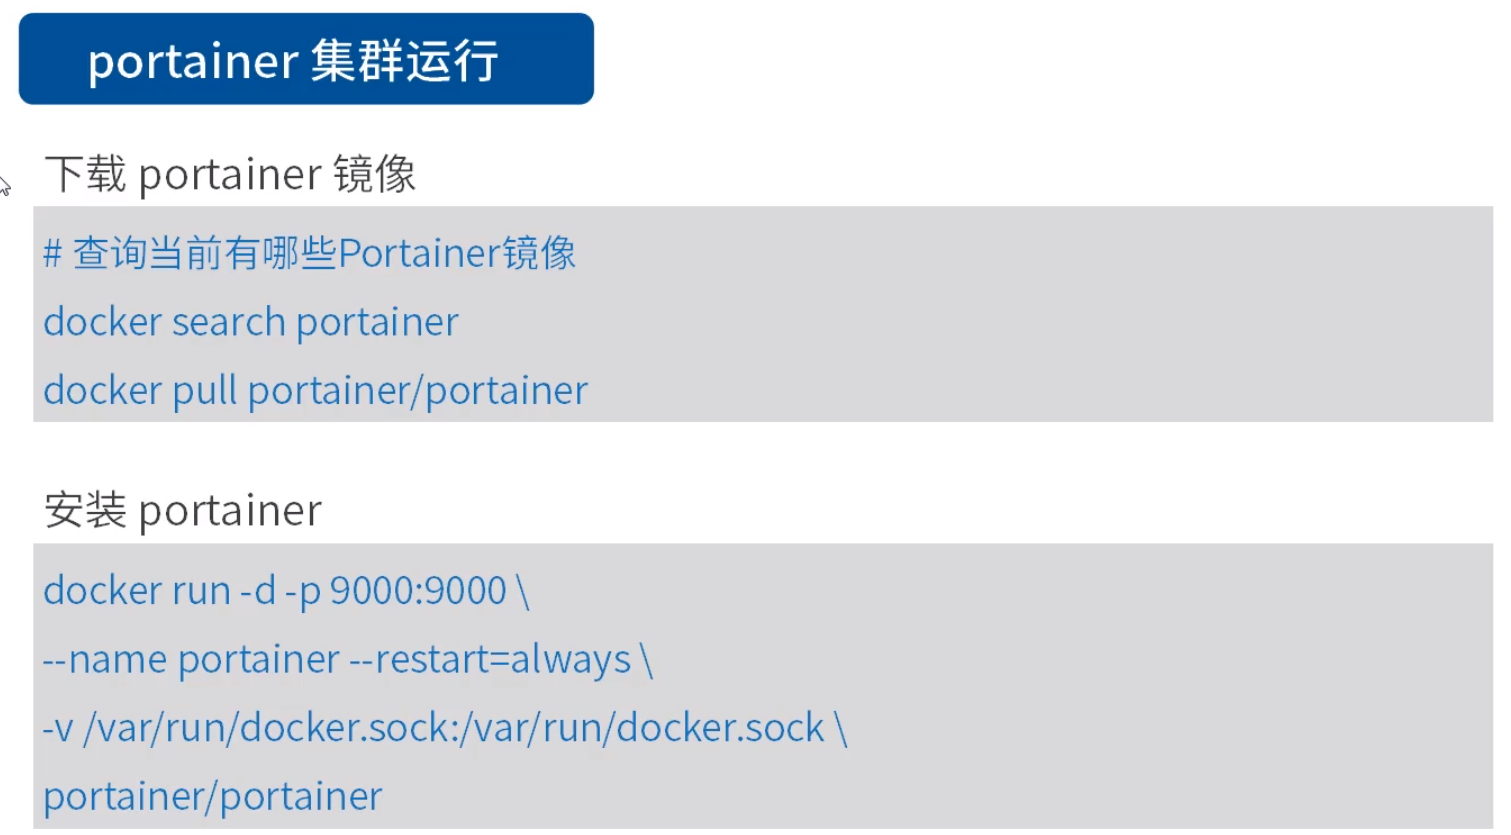 portainer 集群运行
下载 portainer 镜像
# 查询当前有哪些Portainer镜像
docker search portainer
docker pull portainer/portainer
安装 portainer
docker run -d -p 9000:9000 \
--name portainer --restart=always \
-v /var/run/docker.sock:/var/run/docker.sock \
portainer/portainer